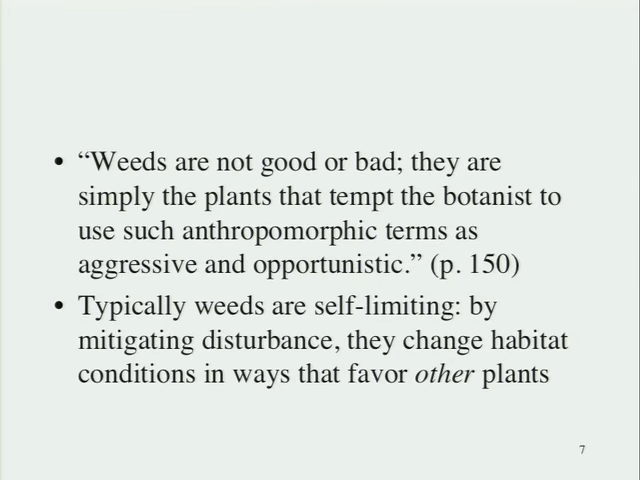 • “Weeds are not good or bad; they are
simply the plants that tempt the botanist to
use such anthropomorphic terms as
aggressive and opportunistic.” (p. 150)
• Typically weeds are self-limiting: by
mitigating disturbance, they change habitat
conditions in ways that favor other plants
7